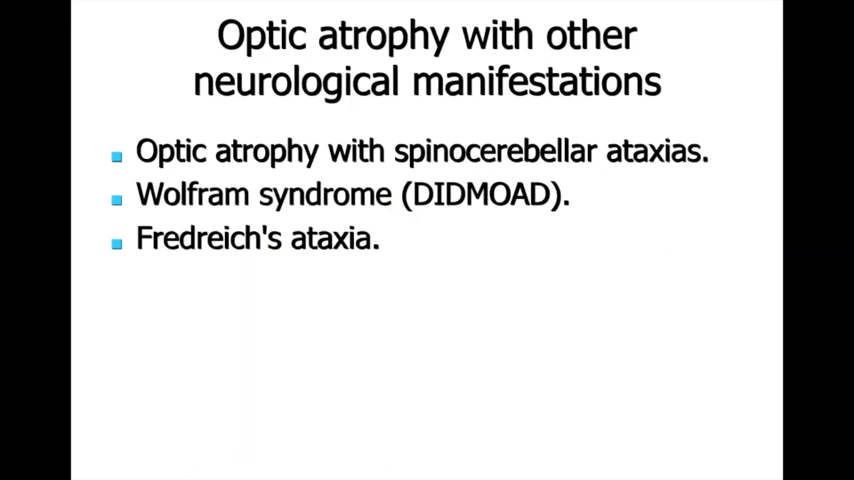 Optic atrophy with other
neurological manifestations
Optic atrophy with spinocerebellar ataxias.
Wolfram syndrome (DIDMOAD).
Fredreich's ataxia.